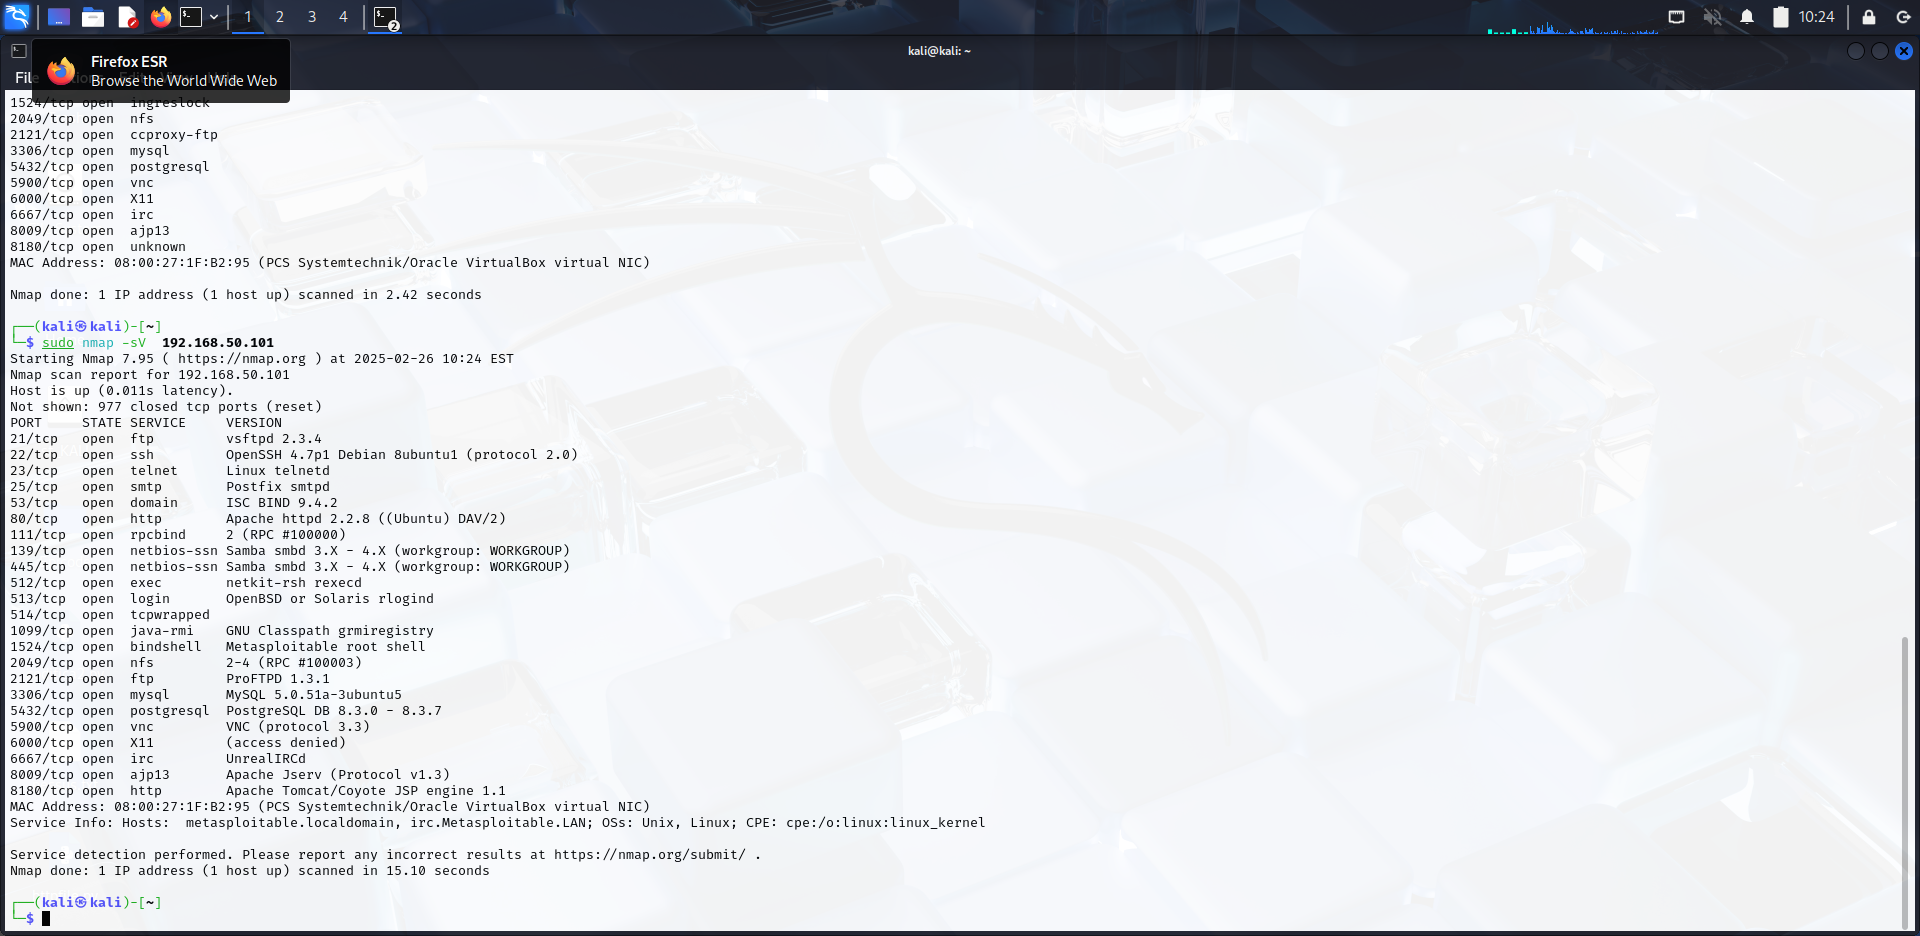 1 2 3 4 2 10:24
kali@kali: ~
Firefox ESR
Browse the World Wide Web
File
1524/tcp open  ingreslock
2049/tcp open  nfs
2121/tcp open  ccproxy-ftp
3306/tcp open  mysql
5432/tcp open  postgresql
5900/tcp open  vnc
6000/tcp open  X11
6667/tcp open  irc
8009/tcp open  ajp13
8180/tcp open  unknown
MAC Address: 08:00:27:1F:B2:95 (PCS Systemtechnik/Oracle VirtualBox virtual NIC)
Nmap done: 1 IP address (1 host up) scanned in 2.42 seconds
┌──(kali㉿kali)-[~]
└─$ sudo nmap -sV  192.168.50.101
Starting Nmap 7.95 ( https://nmap.org ) at 2025-02-26 10:24 EST
Nmap scan report for 192.168.50.101
Host is up (0.011s latency).
Not shown: 977 closed tcp ports (reset)
PORT     STATE SERVICE     VERSION
21/tcp   open  ftp         vsftpd 2.3.4
22/tcp   open  ssh         OpenSSH 4.7p1 Debian 8ubuntu1 (protocol 2.0)
23/tcp   open  telnet      Linux telnetd
25/tcp   open  smtp        Postfix smtpd
53/tcp   open  domain      ISC BIND 9.4.2
80/tcp   open  http        Apache httpd 2.2.8 ((Ubuntu) DAV/2)
111/tcp  open  rpcbind     2 (RPC #100000)
139/tcp  open  netbios-ssn Samba smbd 3.X - 4.X (workgroup: WORKGROUP)
445/tcp  open  netbios-ssn Samba smbd 3.X - 4.X (workgroup: WORKGROUP)
512/tcp  open  exec        netkit-rsh rexecd
513/tcp  open  login       OpenBSD or Solaris rlogind
514/tcp  open  tcpwrapped
1099/tcp open  java-rmi    GNU Classpath grmiregistry
1524/tcp open  bindshell   Metasploitable root shell
2049/tcp open  nfs         2-4 (RPC #100003)
2121/tcp open  ftp         ProFTPD 1.3.1
3306/tcp open  mysql       MySQL 5.0.51a-3ubuntu5
5432/tcp open  postgresql  PostgreSQL DB 8.3.0 - 8.3.7
5900/tcp open  vnc         VNC (protocol 3.3)
6000/tcp open  X11         (access denied)
6667/tcp open  irc         UnrealIRCd
8009/tcp open  ajp13       Apache Jserv (Protocol v1.3)
8180/tcp open  http        Apache Tomcat/Coyote JSP engine 1.1
MAC Address: 08:00:27:1F:B2:95 (PCS Systemtechnik/Oracle VirtualBox virtual NIC)
Service Info: Hosts:  metasploitable.localdomain, irc.Metasploitable.LAN; OSs: Unix, Linux; CPE: cpe:/o:linux:linux_kernel
Service detection performed. Please report any incorrect results at https://nmap.org/submit/ .
Nmap done: 1 IP address (1 host up) scanned in 15.10 seconds
┌──(kali㉿kali)-[~]
└─$